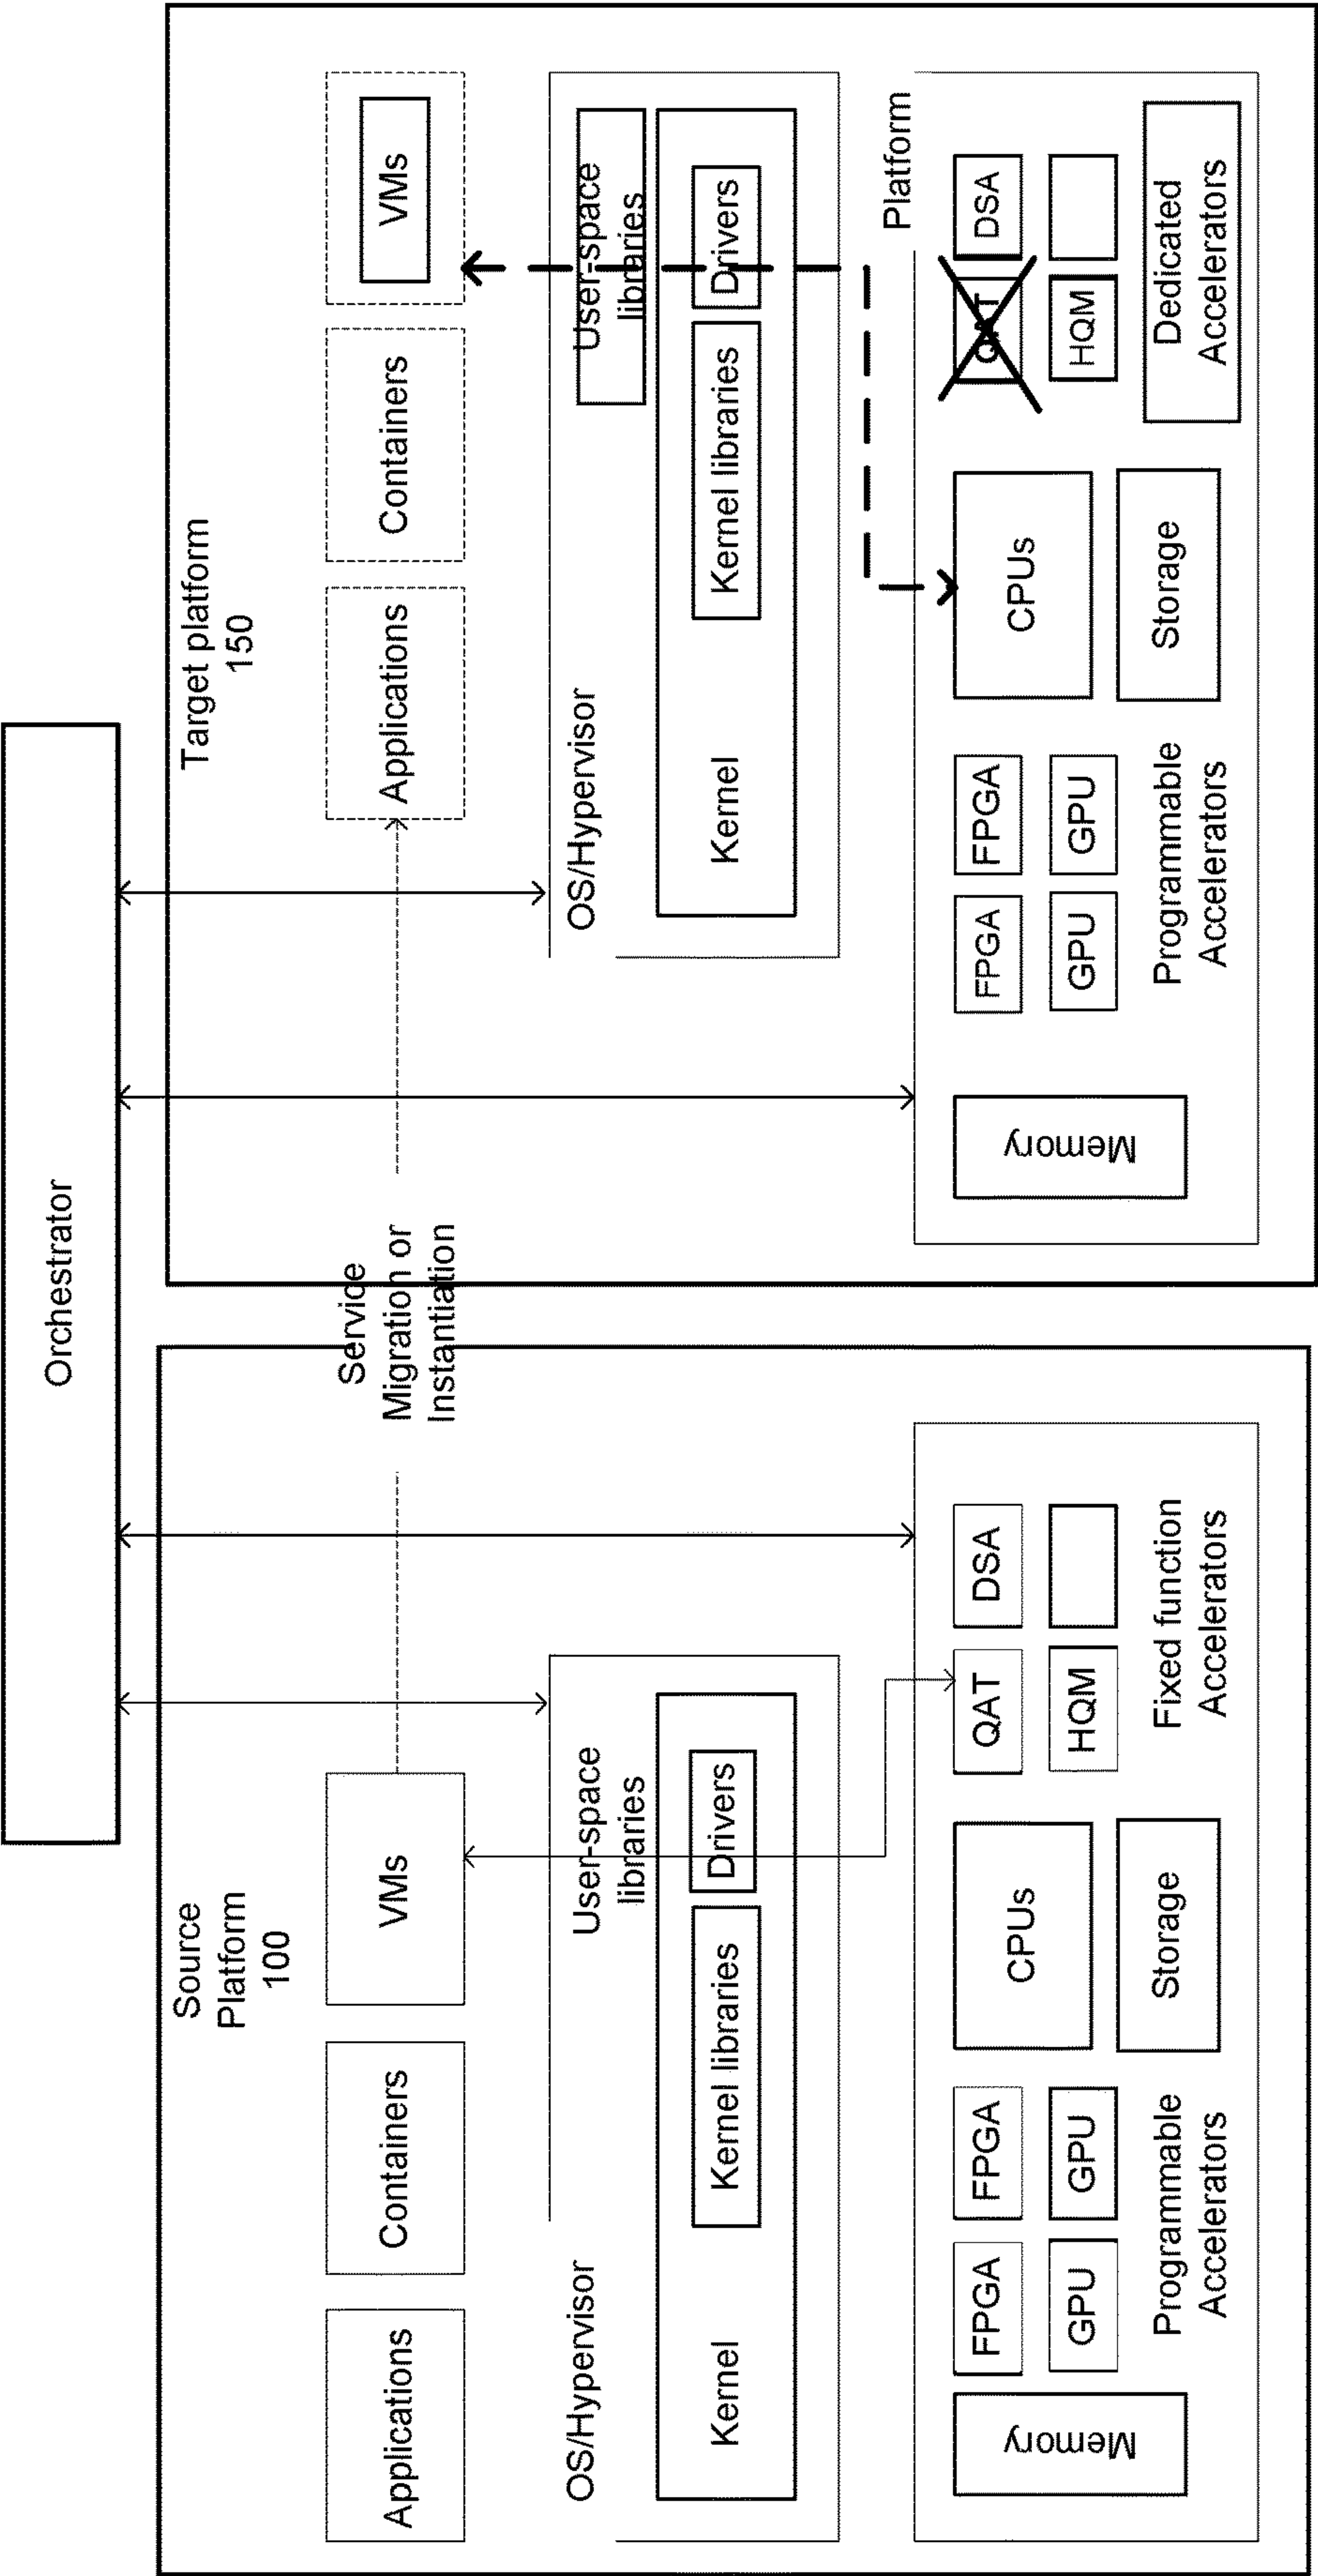 Orchestrator
Source
Platform
100
Applications
Containers
VMs
Service
Migration or
Instantiation
OS/Hypervisor
User-space
libraries
Kernel
Kernel libraries
Drivers
Memory
FPGA
FPGA
GPU
GPU
Programmable
Accelerators
CPUs
Storage
QAT
DSA
HQM
Fixed function
Accelerators
Target platform
150
Applications
Containers
VMs
OS/Hypervisor
User-space
libraries
Kernel
Kernel libraries
Drivers
Platform
Memory
FPGA
FPGA
GPU
GPU
Programmable
Accelerators
CPUs
Storage
QAT
DSA
HQM
Dedicated
Accelerators